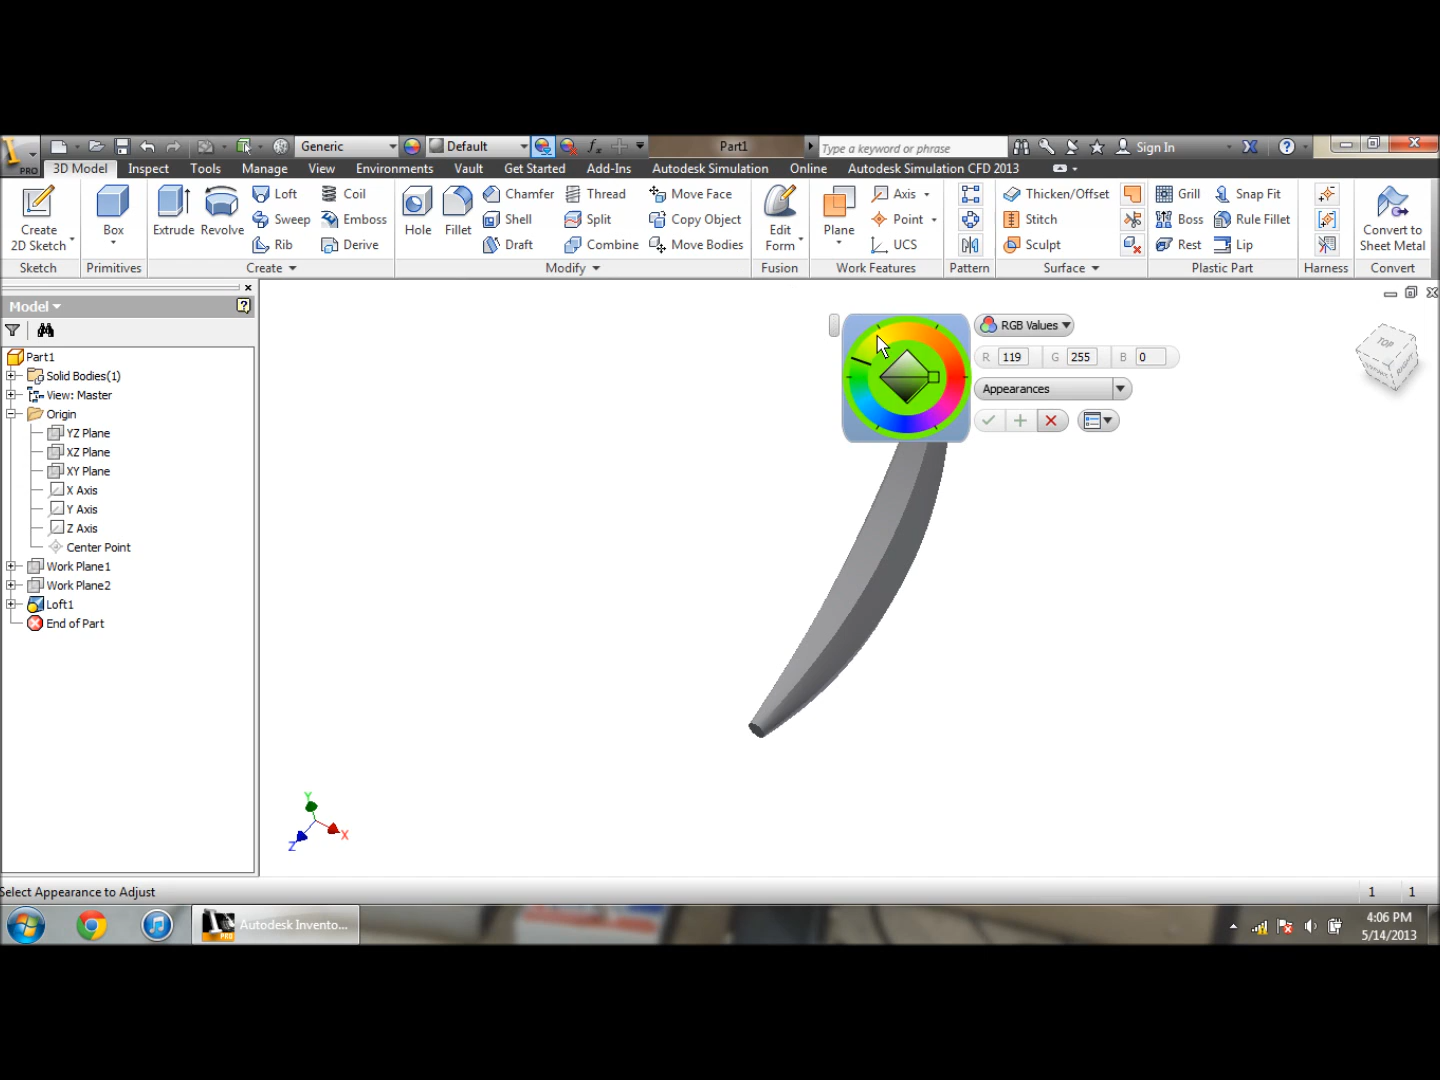 Generic Default Part1 Type a keyword or phrase Sign In
PRO 3D Model Inspect Tools Manage View Environments Vault Get Started Add-Ins Autodesk Simulation Online Autodesk Simulation CFD 2013
Create 2D Sketch
Box
Extrude
Revolve
Loft
Sweep
Rib
Coil
Emboss
Derive
Hole
Fillet
Chamfer
Shell
Draft
Thread
Split
Combine
Move Face
Copy Object
Move Bodies
Edit Form
Plane
Axis
Point
UCS
Thicken/Offset
Stitch
Sculpt
Grill
Boss
Rest
Snap Fit
Rule Fillet
Lip
Convert to Sheet Metal
Sketch Primitives Create Modify Fusion Work Features Pattern Surface Plastic Part Harness Convert
Model
Part1
Solid Bodies(1)
View: Master
Origin
YZ Plane
XZ Plane
XY Plane
X Axis
Y Axis
Z Axis
Center Point
Work Plane1
Work Plane2
Loft1
End of Part
RGB Values
R 119 G 255 B 0
Appearances
TOP
Y
X
Z
Select Appearance to Adjust 1 1
PRO
Autodesk Invento...
4:06 PM
5/14/2013